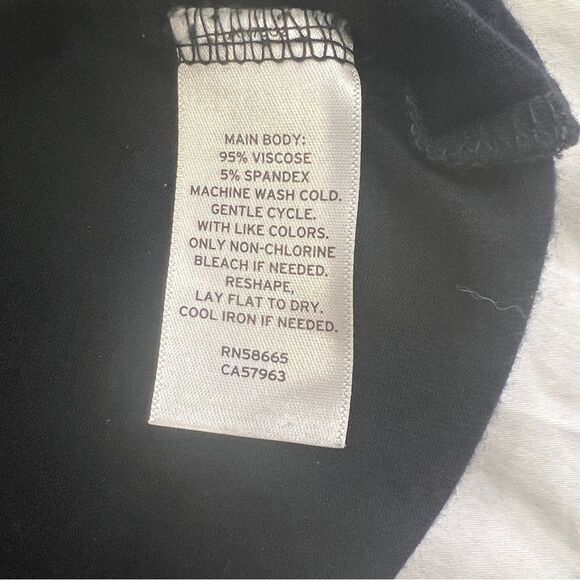 MAIN BODY:
95% VISCOSE
5% SPANDEX
MACHINE WASH COLD.
GENTLE CYCLE.
WITH LIKE COLORS.
ONLY NON-CHLORINE
BLEACH IF NEEDED.
RESHAPE,
LAY FLAT TO DRY.
COOL IRON IF NEEDED.
RN58665
CA57963